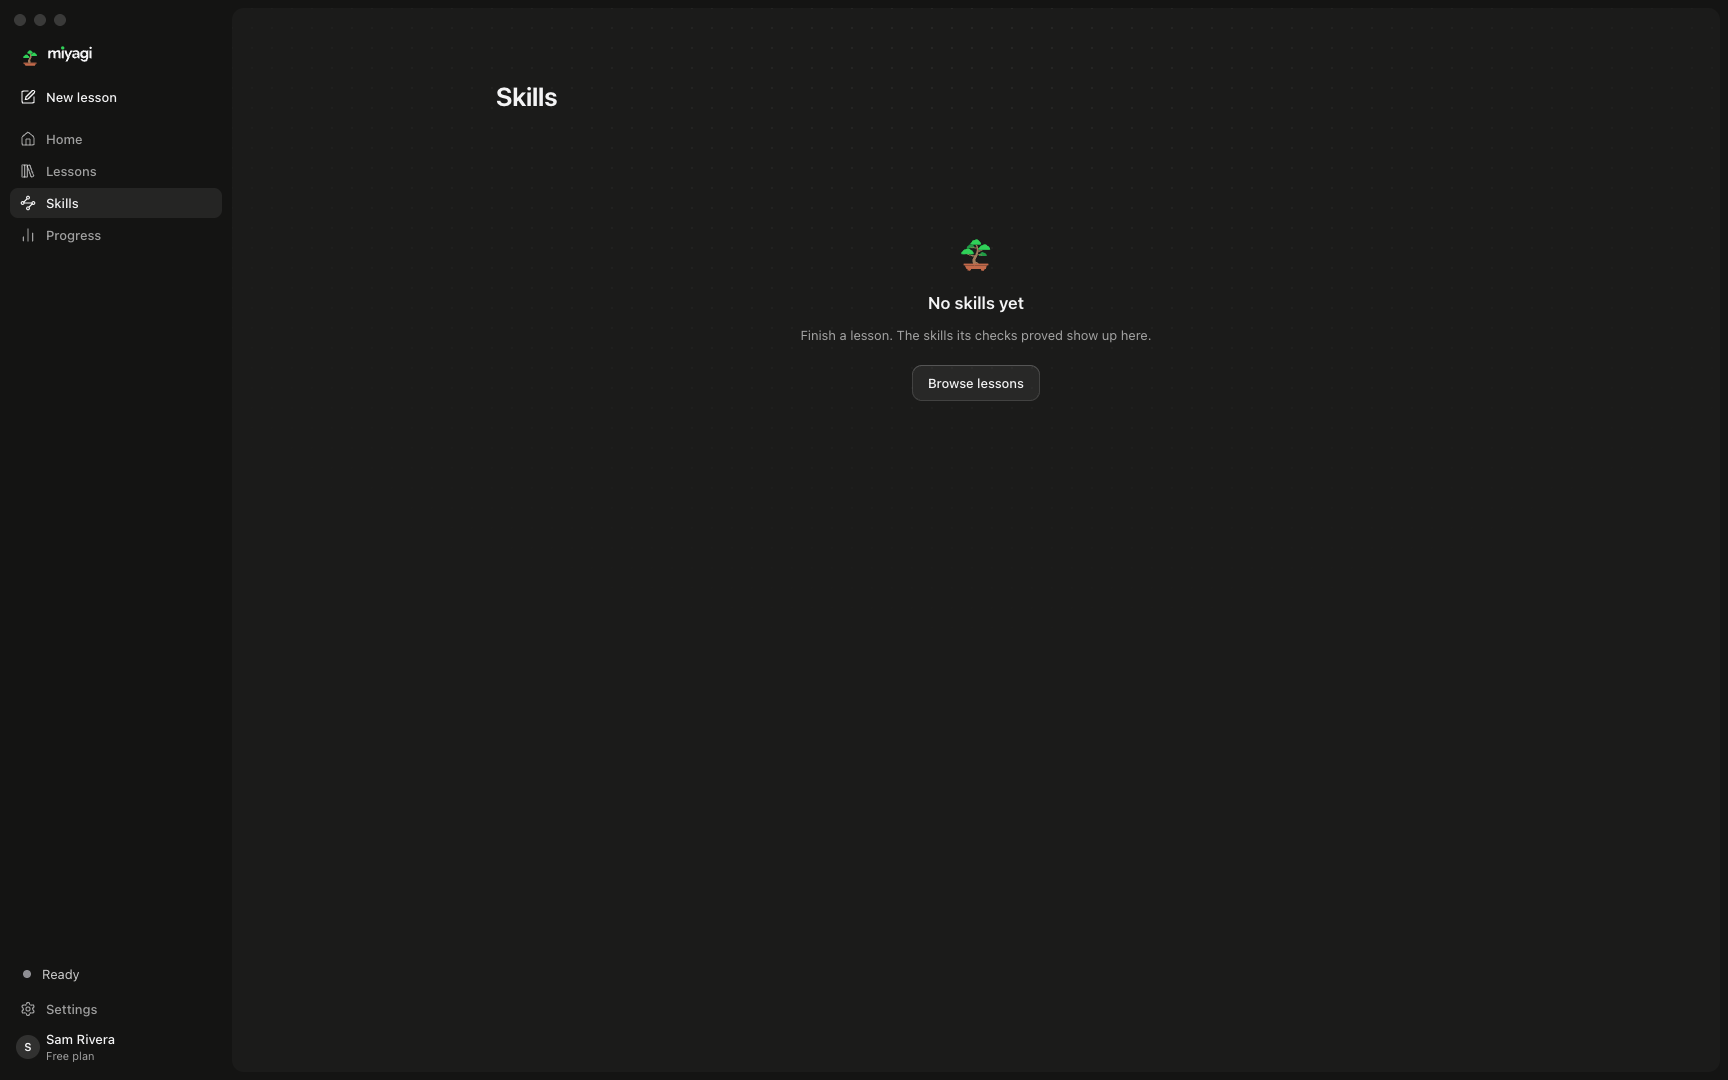 miyagi
New lesson
Home
Lessons
Skills
Progress
Skills
No skills yet
Finish a lesson. The skills its checks proved show up here.
Browse lessons
Ready
Settings
S
Sam Rivera
Free plan